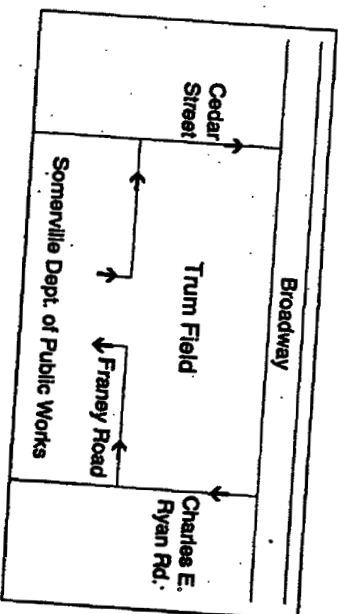 Broadway
Cedar
Street
Trum Field
Charles E.
Ryan Rd.
Franey Road
Somerville Dept. of Public Works